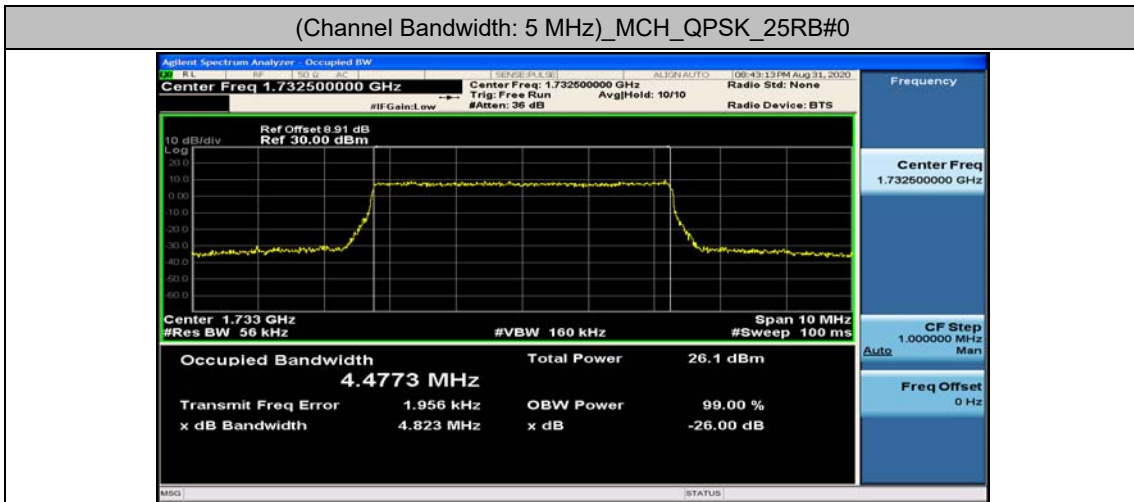 (Channel Bandwidth: 5 MHz)_MCH_QPSK_25RB#0
Agilent Spectrum Analyzer - Occupied BW
LXI RL RF 50 Ω AC SENSE:PULSE ALIGN AUTO 08:43:13 PM Aug 31, 2020
Center Freq 1.732500000 GHz
Center Freq: 1.732500000 GHz
Radio Std: None
Trig: Free Run
Avg|Hold: 10/10
#IFGain:Low
#Atten: 36 dB
Radio Device: BTS
Ref Offset 8.91 dB
10 dB/div
Ref 30.00 dBm
Log
20.0
10.0
0.00
-10.0
-20.0
-30.0
-40.0
-50.0
-60.0
Center 1.733 GHz
Span 10 MHz
#Res BW 56 kHz
#VBW 160 kHz
#Sweep 100 ms
Occupied Bandwidth
Total Power 26.1 dBm
4.4773 MHz
Transmit Freq Error 1.956 kHz
OBW Power 99.00 %
x dB Bandwidth 4.823 MHz
x dB -26.00 dB
MSG
STATUS
Frequency
Center Freq
1.732500000 GHz
CF Step
1.000000 MHz
Auto Man
Freq Offset
0 Hz